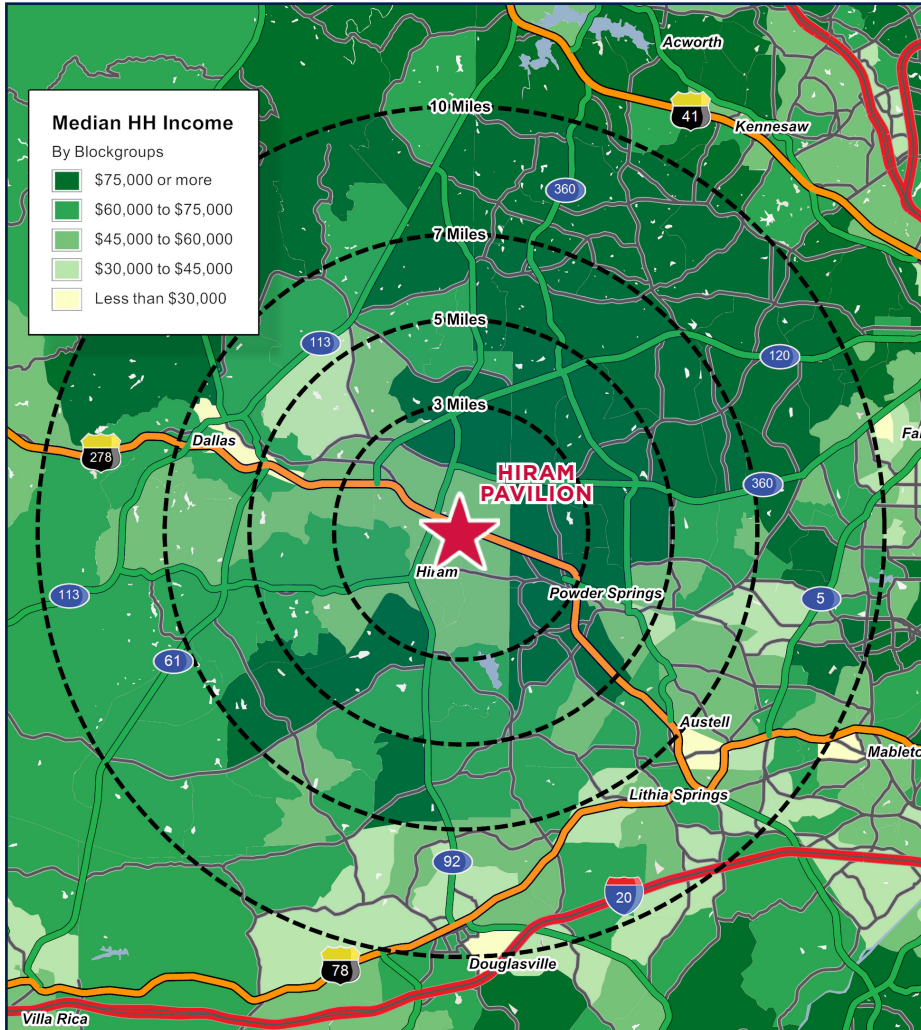 Acworth
10 Miles
Median HH Income
By Blockgroups
$75,000 or more
$60,000 to $75,000
$45,000 to $60,000
$30,000 to $45,000
Less than $30,000
41
Kennesaw
360
7 Miles
5 Miles
113
120
3 Miles
Dallas
278
HIRAM
PAVILION
360
Fa
Hiram
Powder Springs
113
5
61
Austell
Mableto
Lithia Springs
92
20
Douglasville
78
Villa Rica